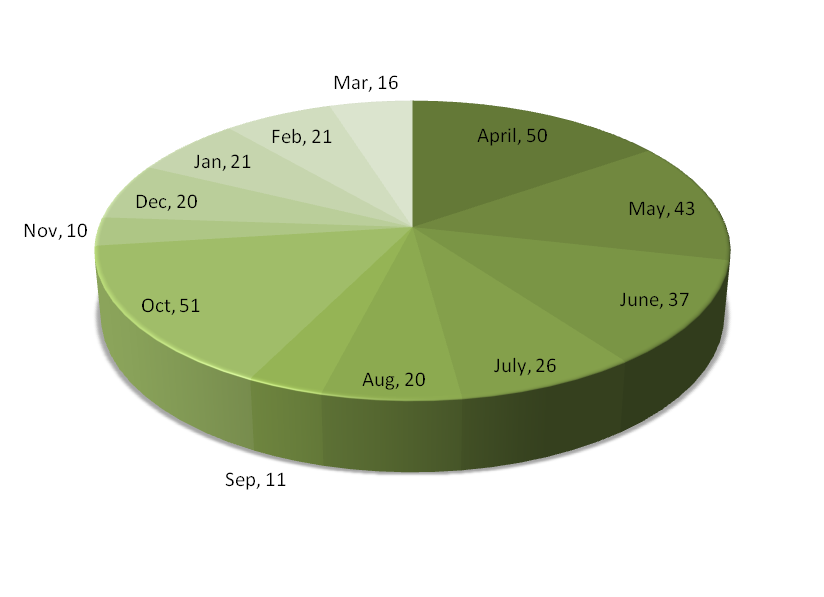 Mar, 16
April, 50
Feb, 21
Jan, 21
Dec, 20
May, 43
Nov, 10
June, 37
Oct, 51
July, 26
Aug, 20
Sep, 11